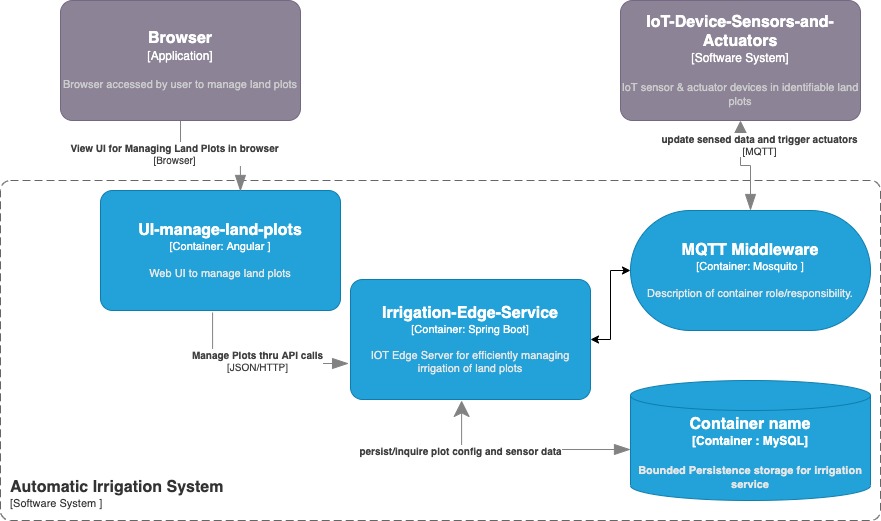 Browser
[Application]
Browser accessed by user to manage land plots
IoT-Device-Sensors-and-
Actuators
[Software System]
IoT sensor & actuator devices in identifiable land
plots
View UI for Managing Land Plots in browser
[Browser]
update sensed data and trigger actuators
[MQTT]
UI-manage-land-plots
[Container: Angular ]
Web UI to manage land plots
MQTT Middleware
[Container: Mosquito ]
Description of container role/responsibility.
Irrigation-Edge-Service
[Container: Spring Boot]
IOT Edge Server for efficiently managing
irrigation of land plots
Manage Plots thru API calls
[JSON/HTTP]
Container name
[Container : MySQL]
Bounded Persistence storage for irrigation
service
persist/inquire plot config and sensor data
Automatic Irrigation System
[Software System ]